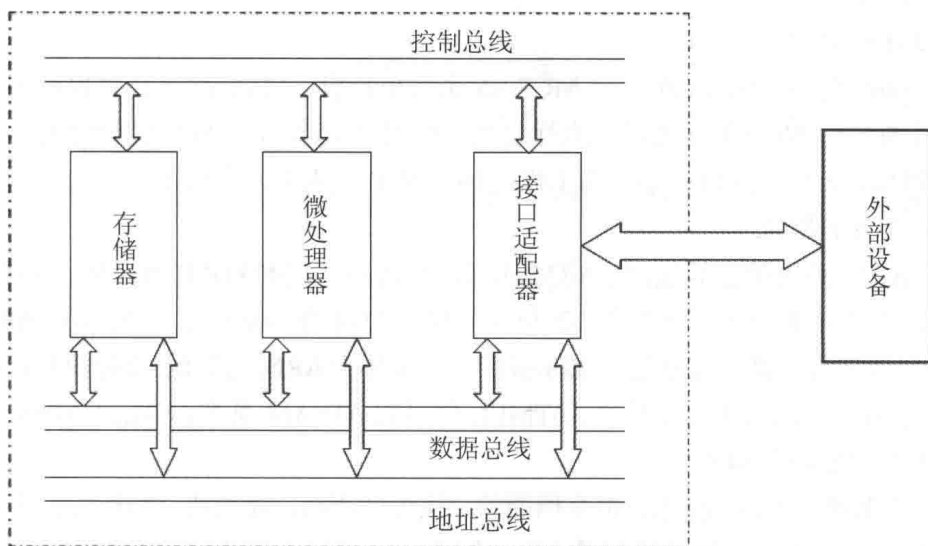 控制总线
存储器
微处理器
接口适配器
外部设备
数据总线
地址总线